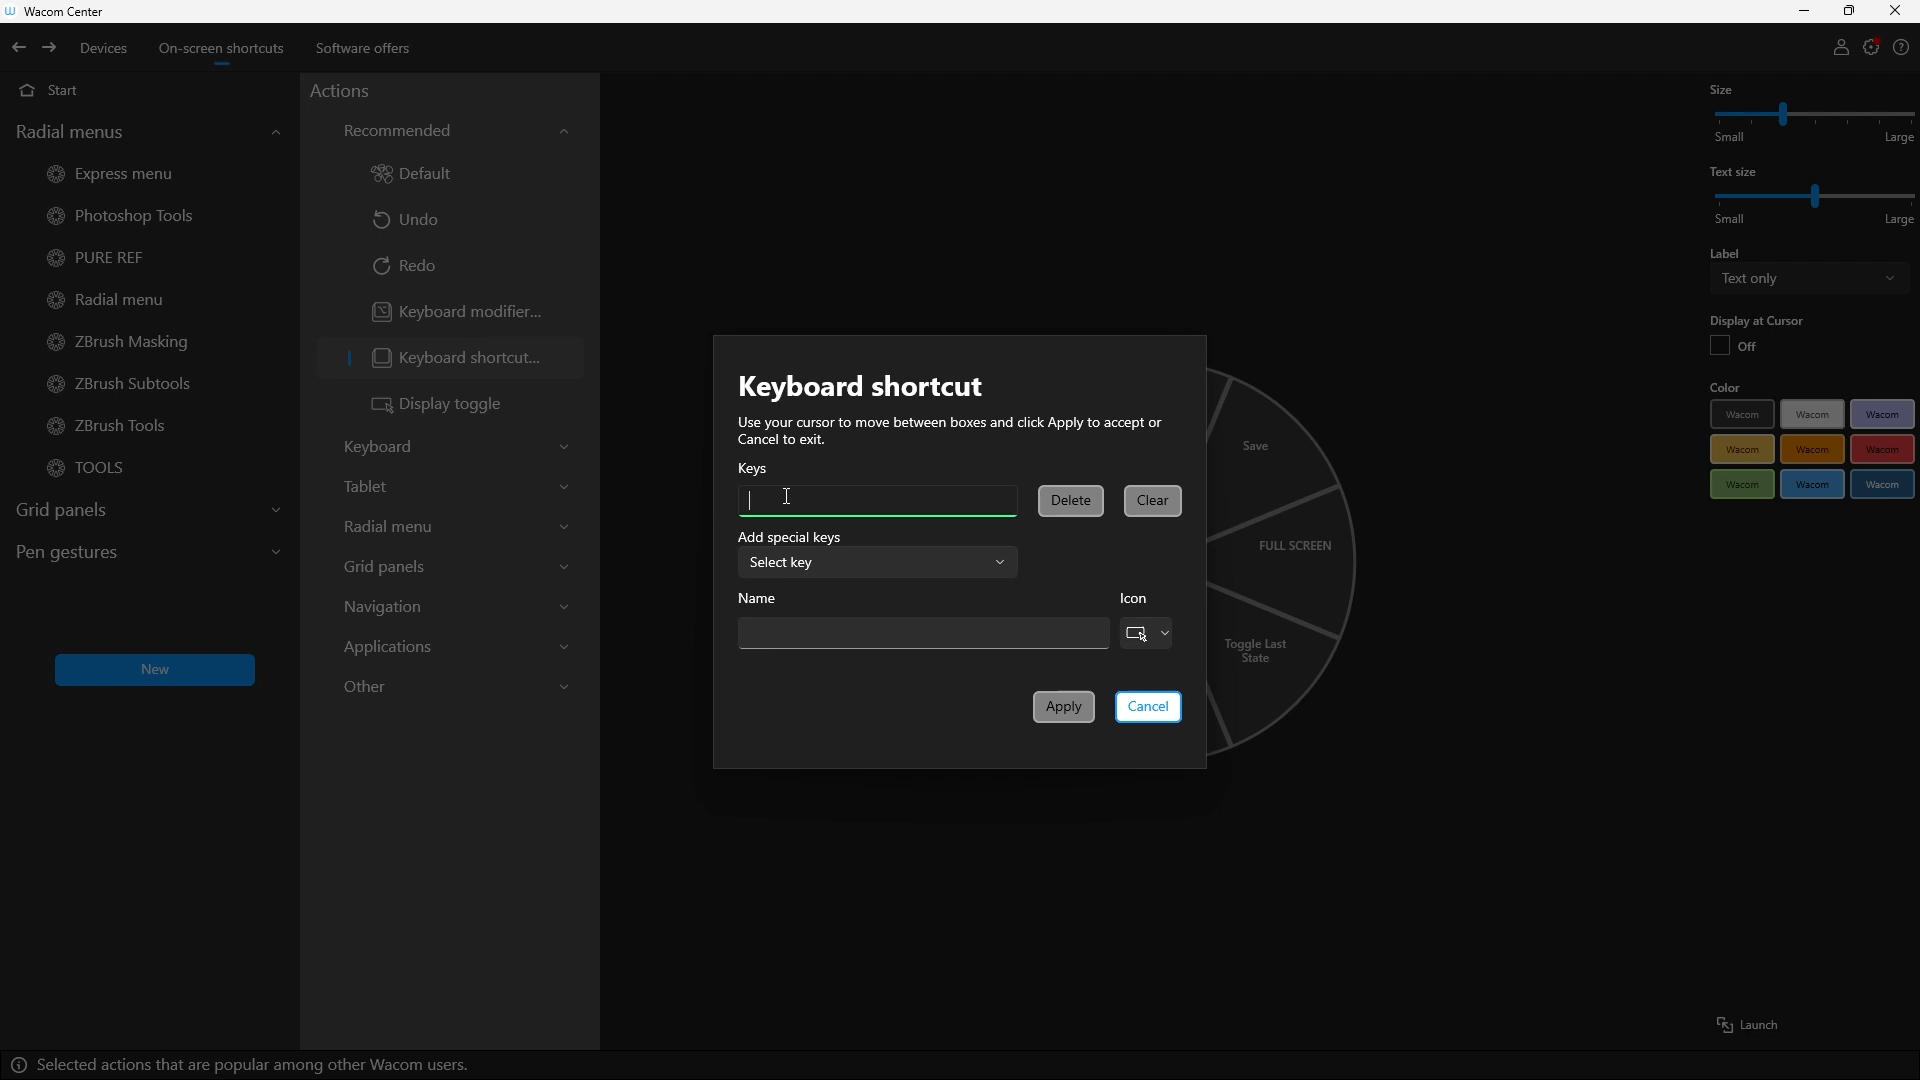 Wacom Center
Devices
On-screen shortcuts
Software offers
Start
Radial menus
Express menu
Photoshop Tools
PURE REF
Radial menu
ZBrush Masking
ZBrush Subtools
ZBrush Tools
TOOLS
Grid panels
Pen gestures
New
Actions
Recommended
Default
Undo
Redo
Keyboard modifier...
Keyboard shortcut...
Display toggle
Keyboard
Tablet
Radial menu
Grid panels
Navigation
Applications
Other
Keyboard shortcut
Use your cursor to move between boxes and click Apply to accept or
Cancel to exit.
Keys
Delete
Clear
Add special keys
Select key
Name
Icon
Apply
Cancel
Save
FULL SCREEN
Toggle Last
State
Size
Small
Large
Text size
Small
Large
Label
Text only
Display at Cursor
Off
Color
Wacom
Wacom
Wacom
Wacom
Wacom
Wacom
Wacom
Wacom
Wacom
Launch
Selected actions that are popular among other Wacom users.